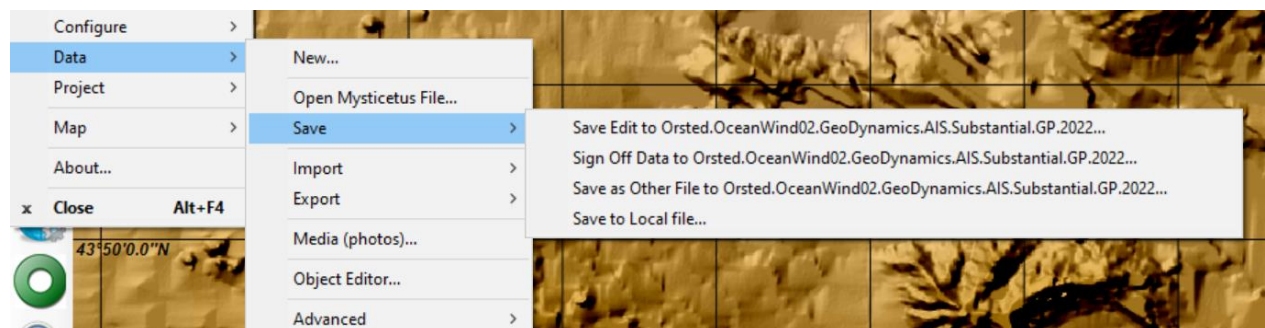 Configure >
Data >
Project >
Map >
About...
x Close Alt+F4
43°50'0.0"N
New...
Open Mysticetus File...
Save >
Import >
Export >
Media (photos)...
Object Editor...
Advanced >
Save Edit to Orsted.OceanWind02.GeoDynamics.AIS.Substantial.GP.2022...
Sign Off Data to Orsted.OceanWind02.GeoDynamics.AIS.Substantial.GP.2022...
Save as Other File to Orsted.OceanWind02.GeoDynamics.AIS.Substantial.GP.2022...
Save to Local file...